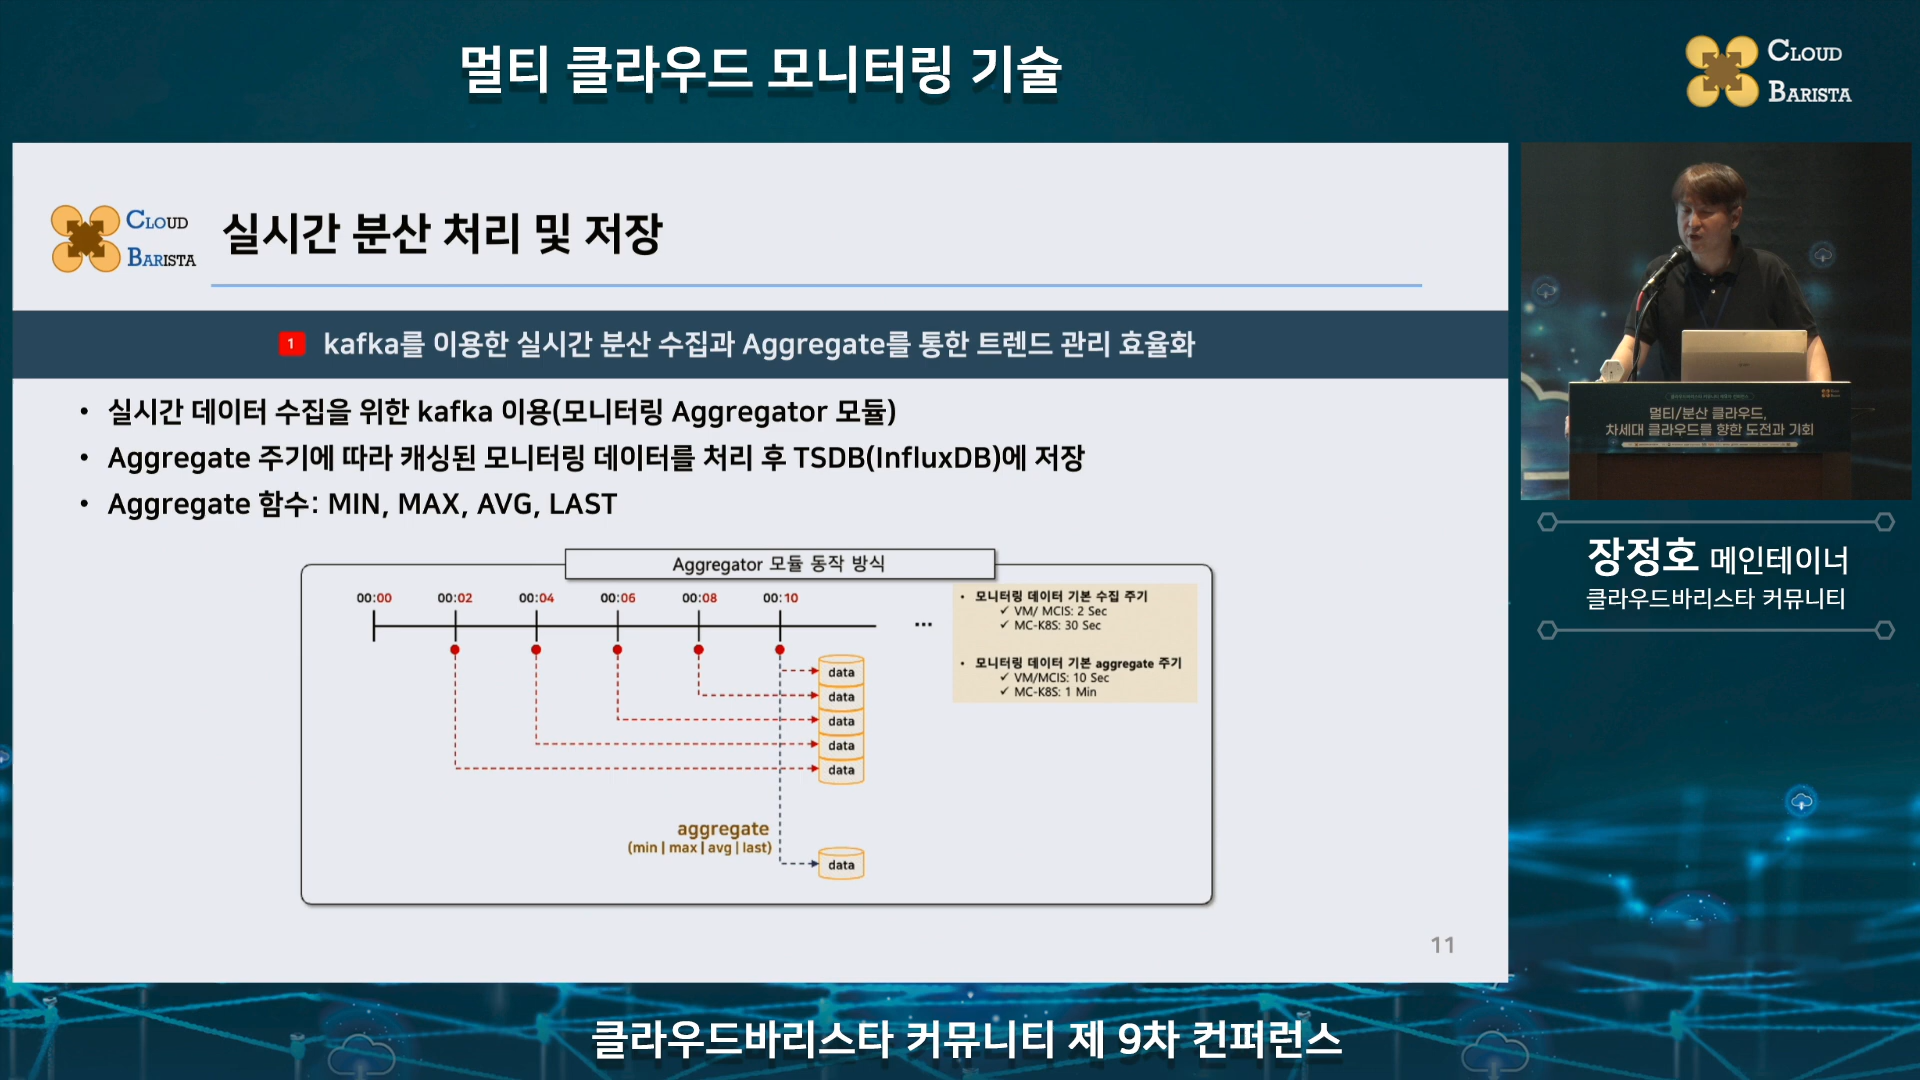 멀티 클라우드 모니터링 기술
CLOUD
BARISTA
CLOUD
BARISTA
실시간 분산 처리 및 저장
1 kafka를 이용한 실시간 분산 수집과 Aggregate를 통한 트렌드 관리 효율화
• 실시간 데이터 수집을 위한 kafka 이용(모니터링 Aggregator 모듈)
• Aggregate 주기에 따라 캐싱된 모니터링 데이터를 처리 후 TSDB(InfluxDB)에 저장
• Aggregate 함수: MIN, MAX, AVG, LAST
Aggregator 모듈 동작 방식
00:00 00:02 00:04 00:06 00:08 00:10
...
data
data
data
data
data
aggregate
(min | max | avg | last)
data
• 모니터링 데이터 기본 수집 주기
✓ VM/ MCIS: 2 Sec
✓ MC-K8S: 30 Sec
• 모니터링 데이터 기본 aggregate 주기
✓ VM/MCIS: 10 Sec
✓ MC-K8S: 1 Min
11
멀티/분산 클라우드,
차세대 클라우드를 향한 도전과 기회
장정호 메인테이너
클라우드바리스타 커뮤니티
클라우드바리스타 커뮤니티 제 9차 컨퍼런스